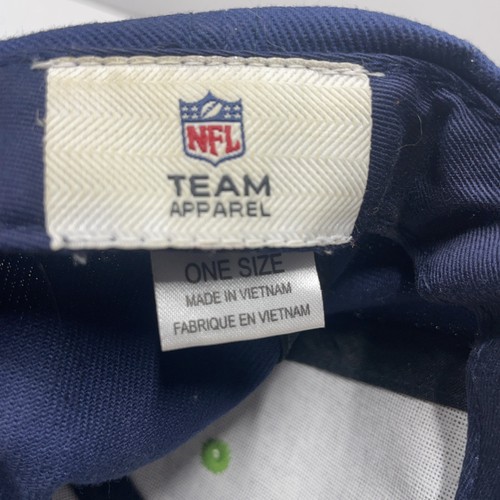 NFL
TEAM
APPAREL
ONE SIZE
MADE IN VIETNAM
FABRIQUE EN VIETNAM